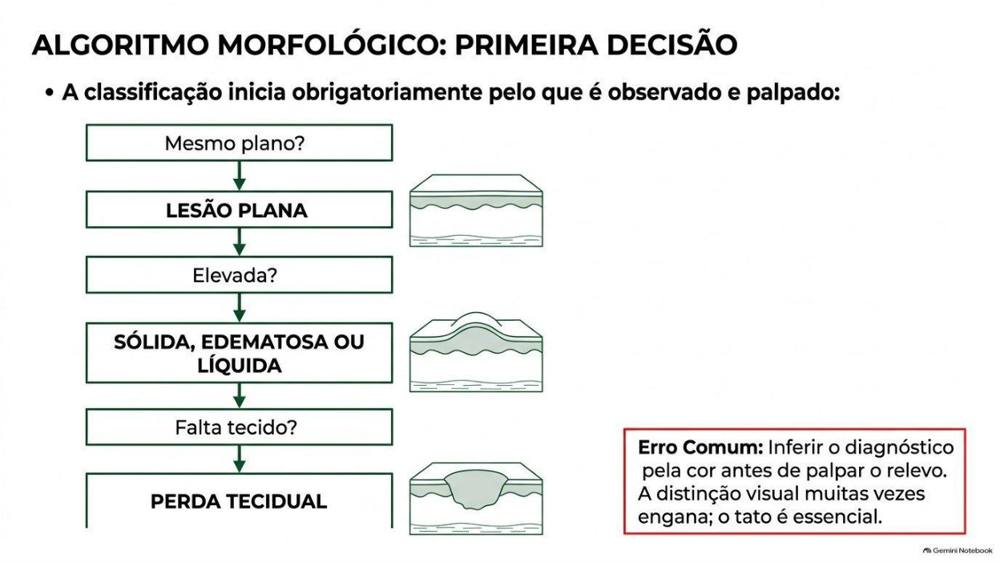 ALGORITMO MORFOLÓGICO: PRIMEIRA DECISÃO
• A classificação inicia obrigatoriamente pelo que é observado e palpado:
Mesmo plano?
LESÃO PLANA
Elevada?
SÓLIDA, EDEMATOSA OU
LÍQUIDA
Falta tecido?
PERDA TECIDUAL
Erro Comum: Inferir o diagnóstico
pela cor antes de palpar o relevo.
A distinção visual muitas vezes
engana; o tato é essencial.
Gemini Notebook